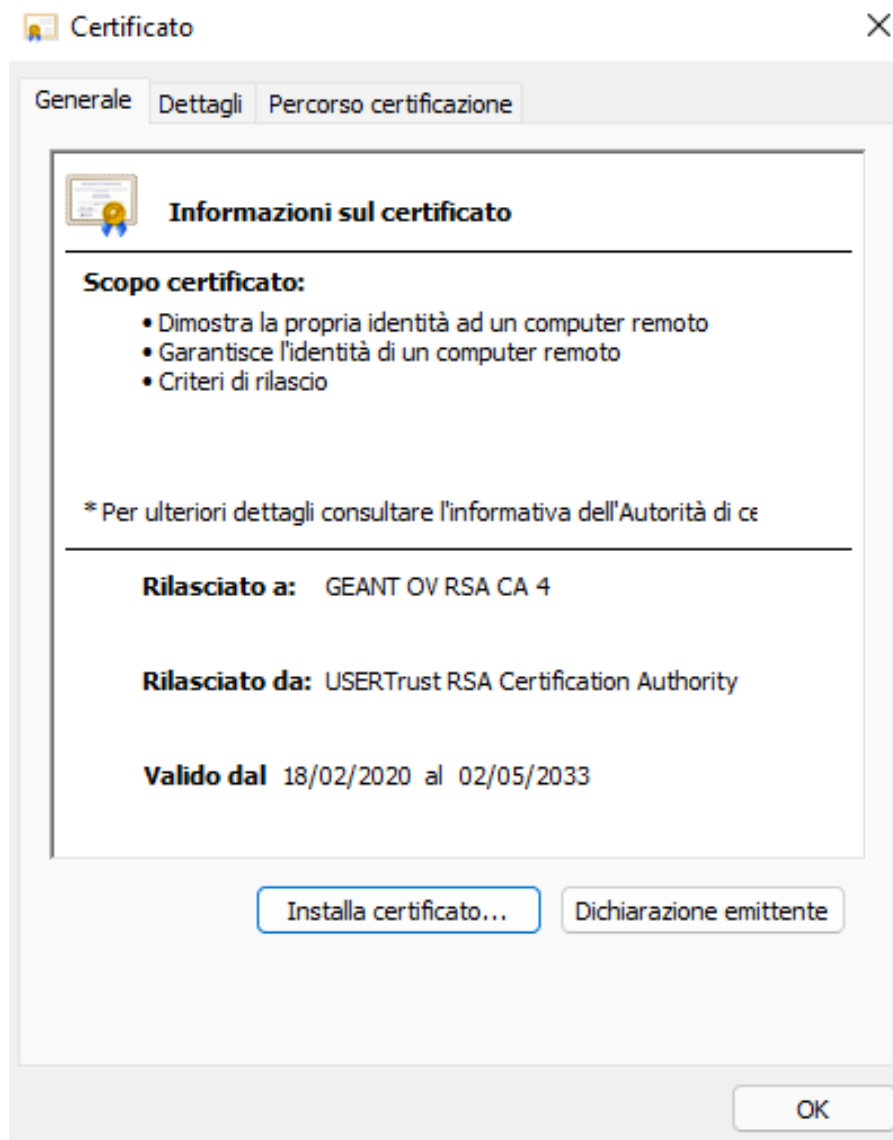 Certificato
Generale Dettagli Percorso certificazione
Informazioni sul certificato
Scopo certificato:
• Dimostra la propria identità ad un computer remoto
• Garantisce l'identità di un computer remoto
• Criteri di rilascio
* Per ulteriori dettagli consultare l'informativa dell'Autorità di ce
Rilasciato a: GEANT OV RSA CA 4
Rilasciato da: USERTrust RSA Certification Authority
Valido dal 18/02/2020 al 02/05/2033
Installa certificato... Dichiarazione emittente
OK